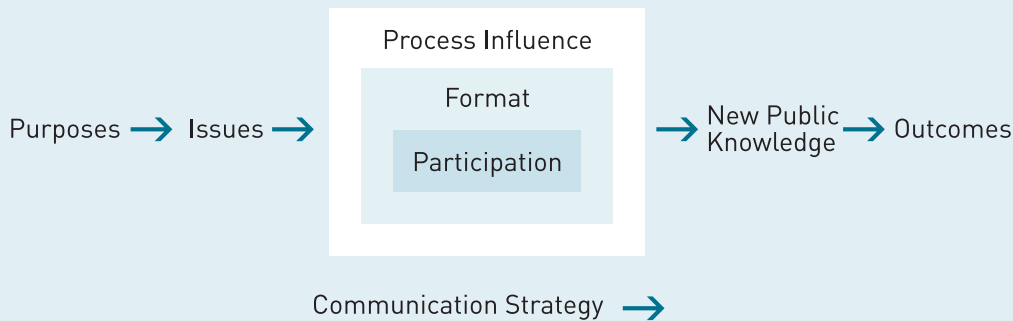 Process Influence
Format
Purposes → Issues →
Participation
→ New Public
Knowledge → Outcomes
Communication Strategy →